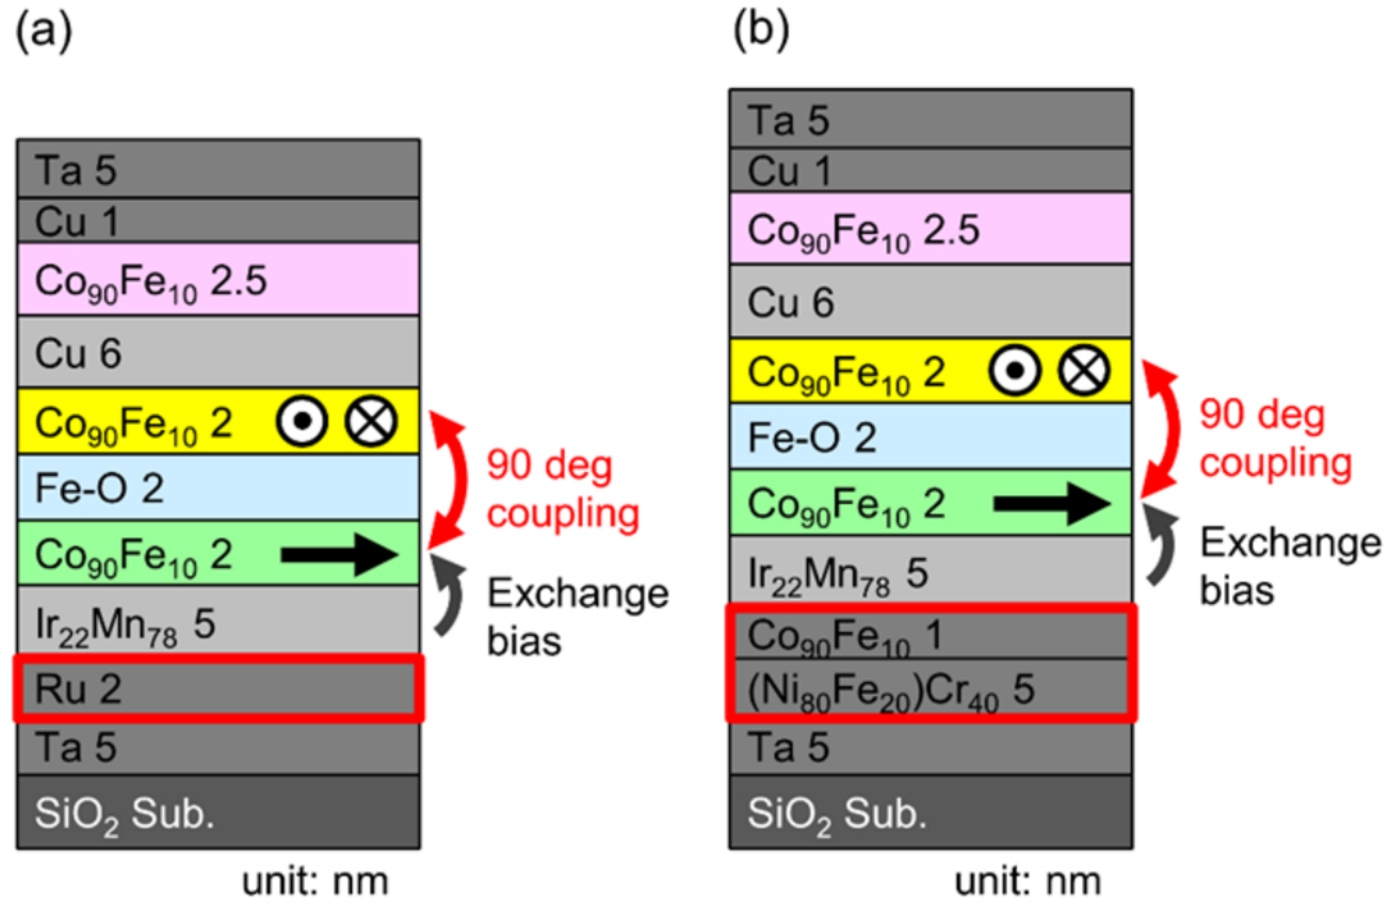 (a)
Ta 5
Cu 1
Co₉₀Fe₁₀ 2.5
Cu 6
Co₉₀Fe₁₀ 2
Fe-O 2
Co₉₀Fe₁₀ 2
Ir₂₂Mn₇₈ 5
Ru 2
Ta 5
SiO₂ Sub.
90 deg
coupling
Exchange
bias
unit: nm
(b)
Ta 5
Cu 1
Co₉₀Fe₁₀ 2.5
Cu 6
Co₉₀Fe₁₀ 2
Fe-O 2
Co₉₀Fe₁₀ 2
Ir₂₂Mn₇₈ 5
Co₉₀Fe₁₀ 1
(Ni₈₀Fe₂₀)Cr₄₀ 5
Ta 5
SiO₂ Sub.
90 deg
coupling
Exchange
bias
unit: nm